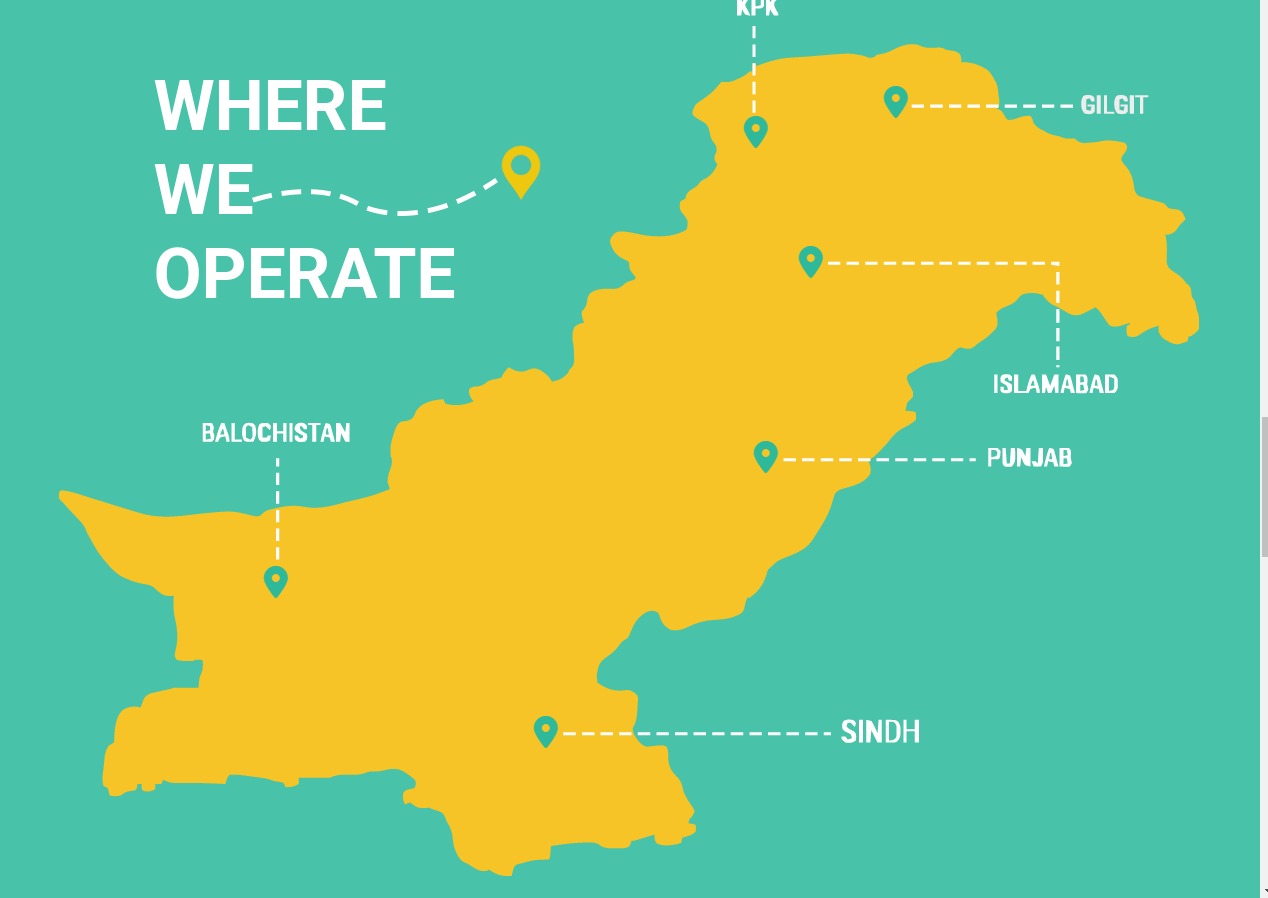 KPK
WHERE
WE
OPERATE
GILGIT
ISLAMABAD
BALOCHISTAN
PUNJAB
SINDH